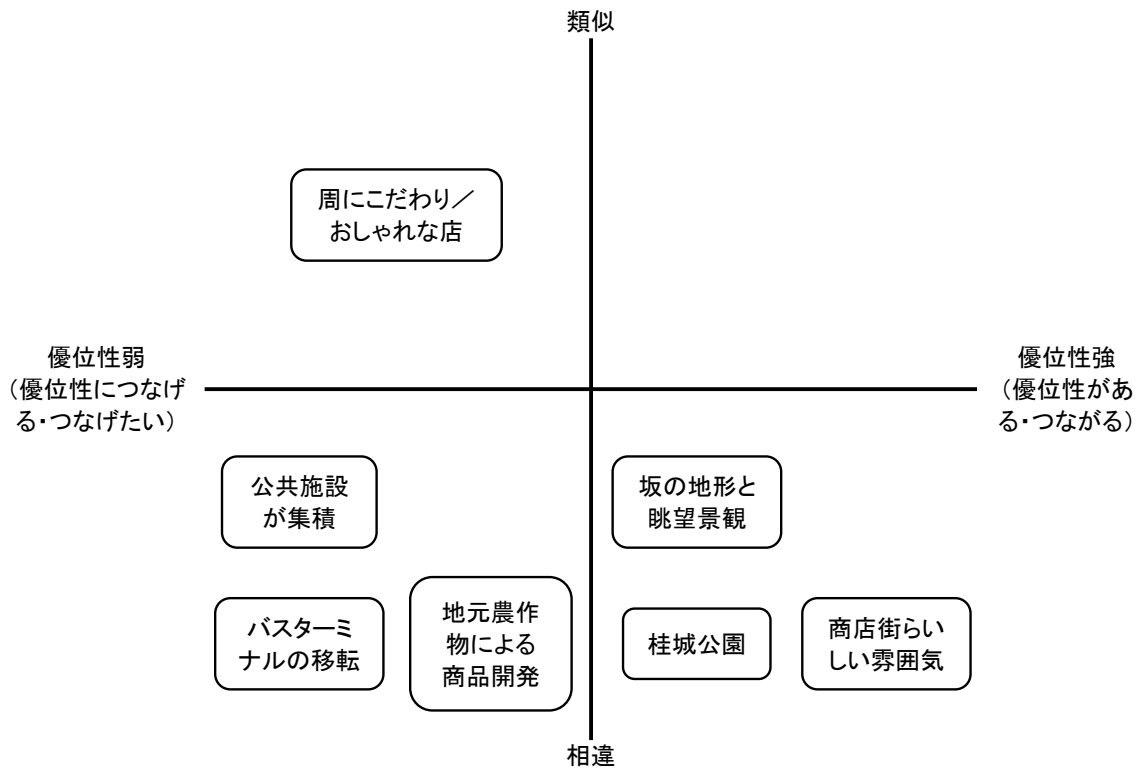 類似
周にこだわり／
おしゃれな店
優位性弱
（優位性につなげ
る・つなげたい）
優位性強
（優位性があ
る・つながる）
公共施設
が集積
坂の地形と
眺望景観
バスターミ
ナルの移転
地元農作
物による
商品開発
桂城公園
商店街らい
しい雰囲気
相違